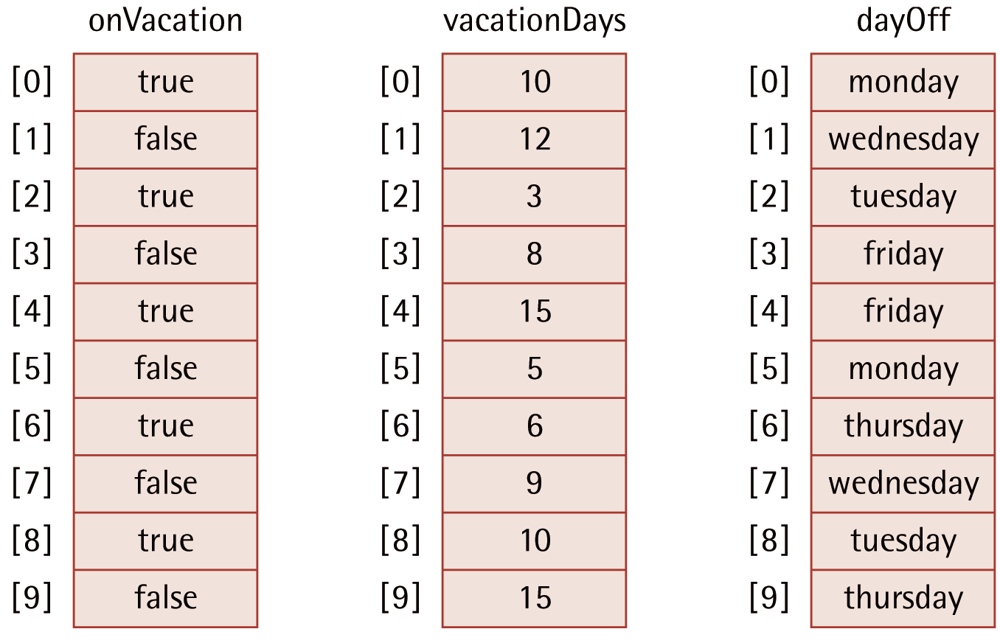 onVacation vacationDays dayOff
[0] true [0] 10 [0] monday
[1] false [1] 12 [1] wednesday
[2] true [2] 3 [2] tuesday
[3] false [3] 8 [3] friday
[4] true [4] 15 [4] friday
[5] false [5] 5 [5] monday
[6] true [6] 6 [6] thursday
[7] false [7] 9 [7] wednesday
[8] true [8] 10 [8] tuesday
[9] false [9] 15 [9] thursday